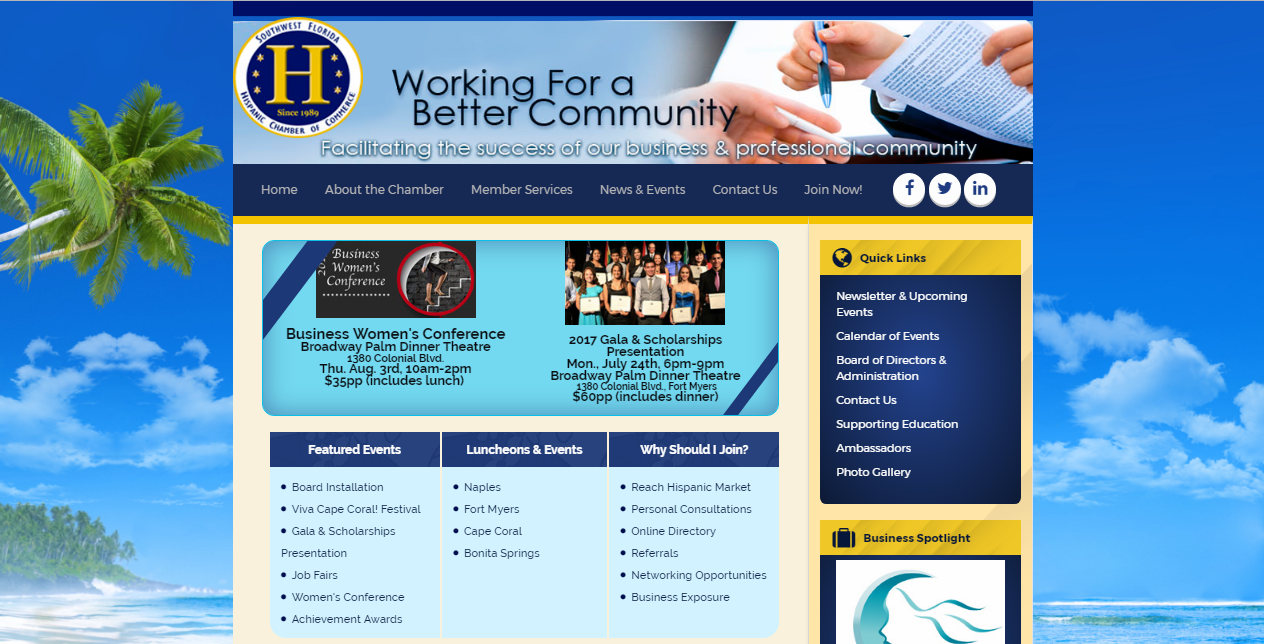 SOUTHWEST FLORIDA
H
Since 1989
HISPANIC CHAMBER OF COMMERCE
Working For a
Better Community
Facilitating the success of our business & professional community
Home About the Chamber Member Services News & Events Contact Us Join Now!
Business
Women's
Conference
Business Women's Conference
Broadway Palm Dinner Theatre
1380 Colonial Blvd.
Thu. Aug. 3rd, 10am-2pm
$35pp (includes lunch)
2017 Gala & Scholarships
Presentation
Mon., July 24th, 6pm-9pm
Broadway Palm Dinner Theatre
1380 Colonial Blvd., Fort Myers
$60pp (includes dinner)
Featured Events
Board Installation
Viva Cape Coral! Festival
Gala & Scholarships
Presentation
Job Fairs
Women's Conference
Achievement Awards
Luncheons & Events
Naples
Fort Myers
Cape Coral
Bonita Springs
Why Should I Join?
Reach Hispanic Market
Personal Consultations
Online Directory
Referrals
Networking Opportunities
Business Exposure
Quick Links
Newsletter & Upcoming
Events
Calendar of Events
Board of Directors &
Administration
Contact Us
Supporting Education
Ambassadors
Photo Gallery
Business Spotlight